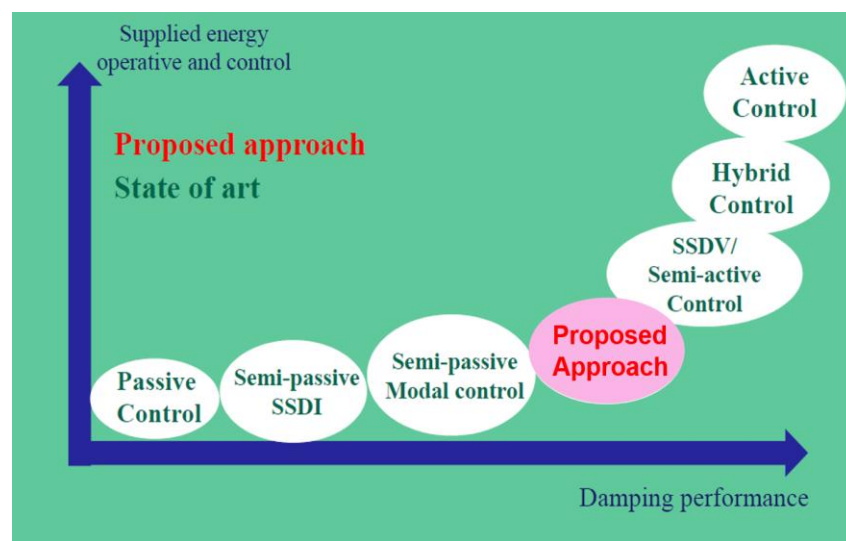 Supplied energy
operative and control
Proposed approach
State of art
Active
Control
Hybrid
Control
SSDV/
Semi-active
Control
Proposed
Approach
Semi-passive
Modal control
Semi-passive
SSDI
Passive
Control
Damping performance